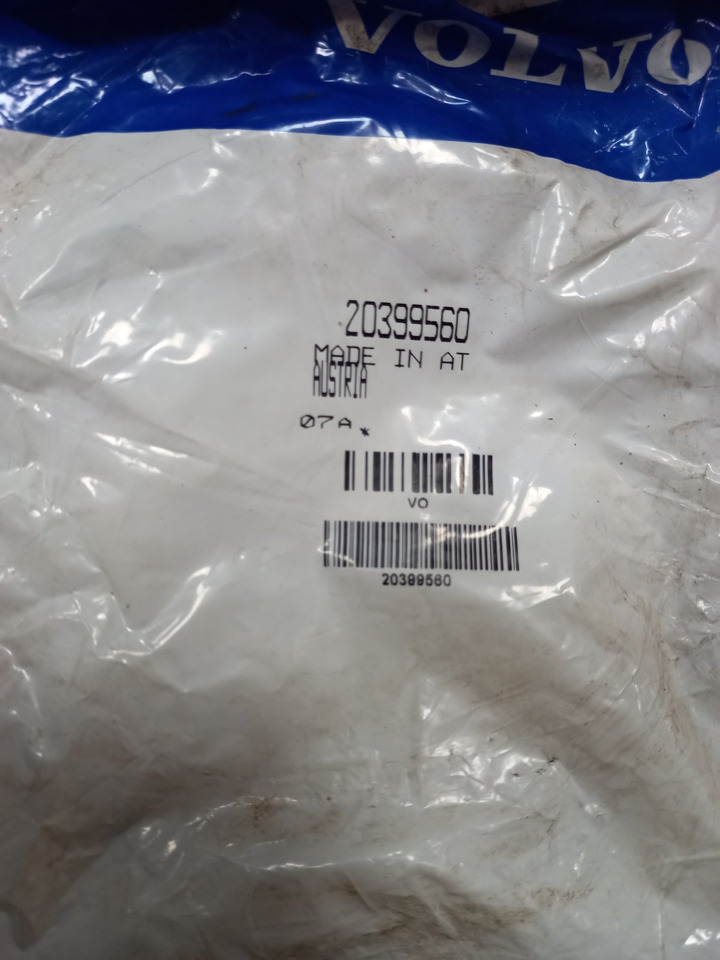 VOLVO
20399560
MADE IN AT
AUSTRIA
07A*
VO
20399560